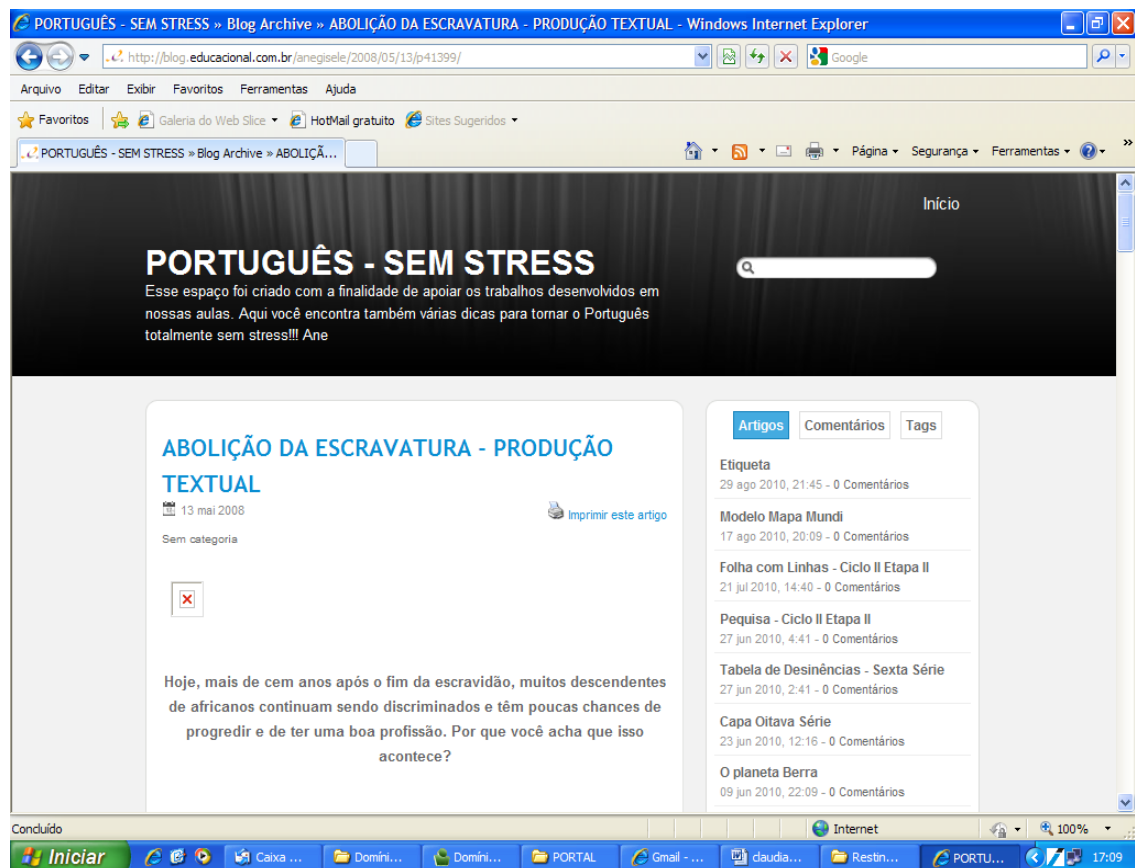 PORTUGUÊS - SEM STRESS » Blog Archive » ABOLIÇÃO DA ESCRAVATURA - PRODUÇÃO TEXTUAL - Windows Internet Explorer
http://blog.educacional.com.br/anegisele/2008/05/13/p41399/
Google
Arquivo Editar Exibir Favoritos Ferramentas Ajuda
Favoritos Galeria do Web Slice HotMail gratuito Sites Sugeridos
PORTUGUÊS - SEM STRESS » Blog Archive » ABOLIÇÃ...
Página Segurança Ferramentas »
Início
PORTUGUÊS - SEM STRESS
Esse espaço foi criado com a finalidade de apoiar os trabalhos desenvolvidos em
nossas aulas. Aqui você encontra também várias dicas para tornar o Português
totalmente sem stress!!! Ane
ABOLIÇÃO DA ESCRAVATURA - PRODUÇÃO
TEXTUAL
13 mai 2008
Imprimir este artigo
Sem categoria
Hoje, mais de cem anos após o fim da escravidão, muitos descendentes
de africanos continuam sendo discriminados e têm poucas chances de
progredir e de ter uma boa profissão. Por que você acha que isso
acontece?
Artigos Comentários Tags
Etiqueta
29 ago 2010, 21:45 - 0 Comentários
Modelo Mapa Mundi
17 ago 2010, 20:09 - 0 Comentários
Folha com Linhas - Ciclo II Etapa II
21 jul 2010, 14:40 - 0 Comentários
Pequisa - Ciclo II Etapa II
27 jun 2010, 4:41 - 0 Comentários
Tabela de Desinências - Sexta Série
27 jun 2010, 2:41 - 0 Comentários
Capa Oitava Série
23 jun 2010, 12:16 - 0 Comentários
O planeta Berra
09 jun 2010, 22:09 - 0 Comentários
Concluído
Internet
100%
Iniciar Caixa ... Domíni... Domíni... PORTAL Gmail - ... claudia... Restin... PORTU... 17:09